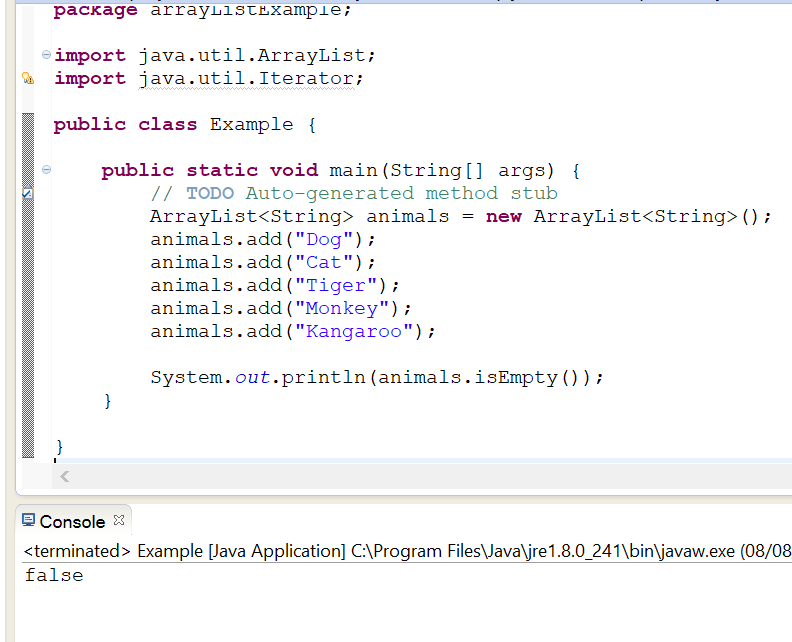 package arrayListExample;
import java.util.ArrayList;
import java.util.Iterator;
public class Example {
public static void main(String[] args) {
// TODO Auto-generated method stub
ArrayList<String> animals = new ArrayList<String>();
animals.add("Dog");
animals.add("Cat");
animals.add("Tiger");
animals.add("Monkey");
animals.add("Kangaroo");
System.out.println(animals.isEmpty());
}
}
Console
<terminated> Example [Java Application] C:\Program Files\Java\jre1.8.0_241\bin\javaw.exe (08/08
false